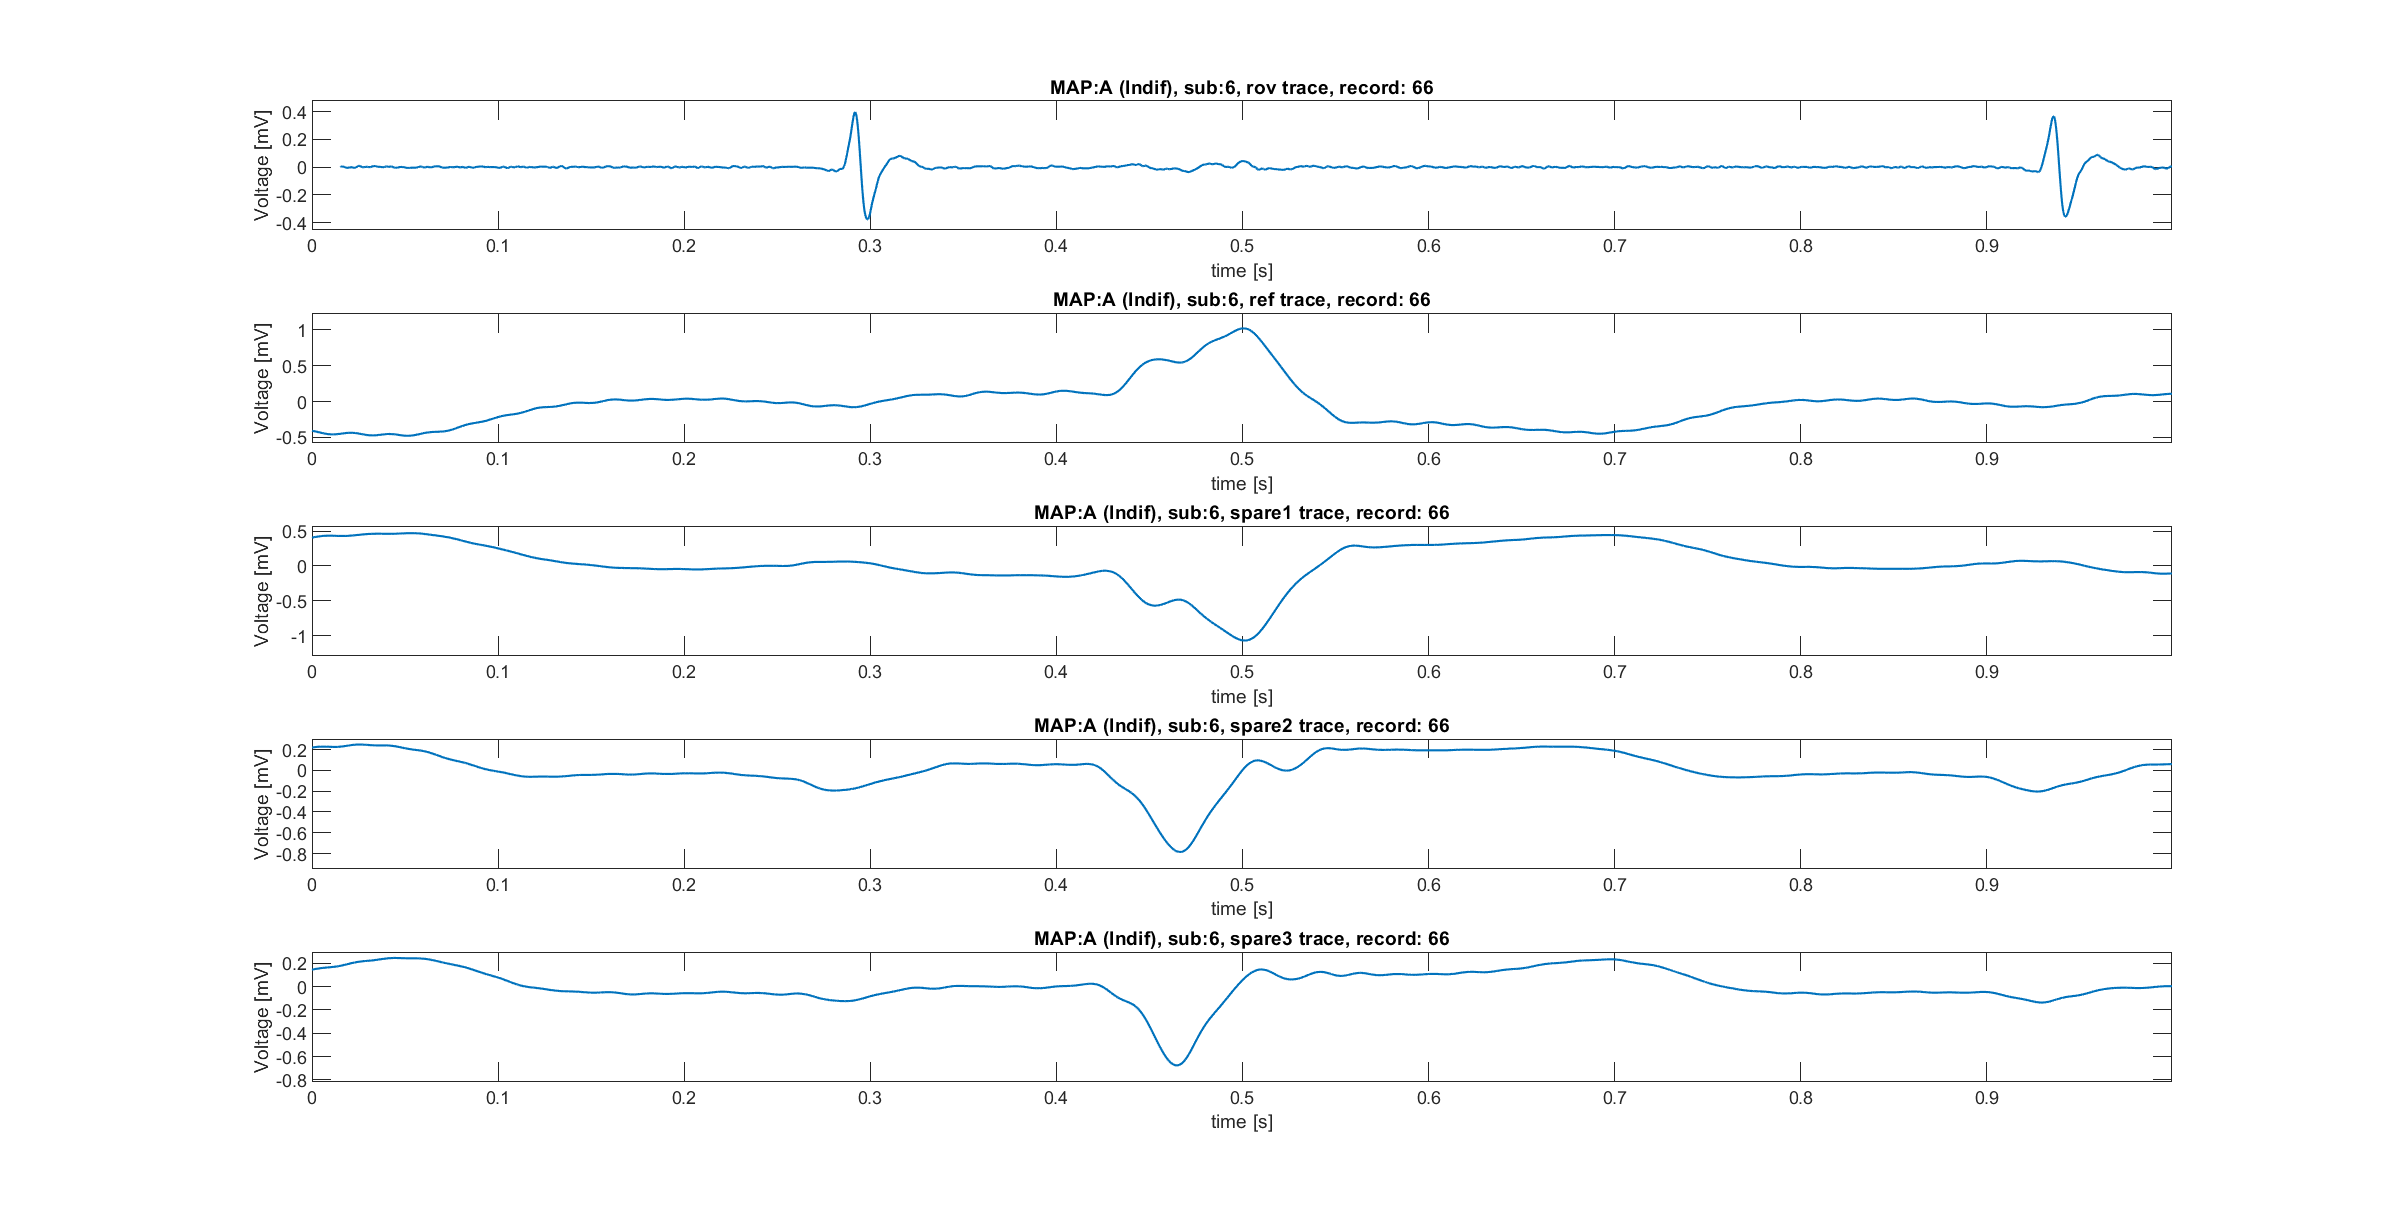 MAP:A (Indif), sub:6, rov trace, record: 66
Voltage [mV]
0.4
0.2
0
-0.2
-0.4
0 0.1 0.2 0.3 0.4 0.5 0.6 0.7 0.8 0.9
time [s]
MAP:A (Indif), sub:6, ref trace, record: 66
Voltage [mV]
1
0.5
0
-0.5
0 0.1 0.2 0.3 0.4 0.5 0.6 0.7 0.8 0.9
time [s]
MAP:A (Indif), sub:6, spare1 trace, record: 66
Voltage [mV]
0.5
0
-0.5
-1
0 0.1 0.2 0.3 0.4 0.5 0.6 0.7 0.8 0.9
time [s]
MAP:A (Indif), sub:6, spare2 trace, record: 66
Voltage [mV]
0.2
0
-0.2
-0.4
-0.6
-0.8
0 0.1 0.2 0.3 0.4 0.5 0.6 0.7 0.8 0.9
time [s]
MAP:A (Indif), sub:6, spare3 trace, record: 66
Voltage [mV]
0.2
0
-0.2
-0.4
-0.6
-0.8
0 0.1 0.2 0.3 0.4 0.5 0.6 0.7 0.8 0.9
time [s]